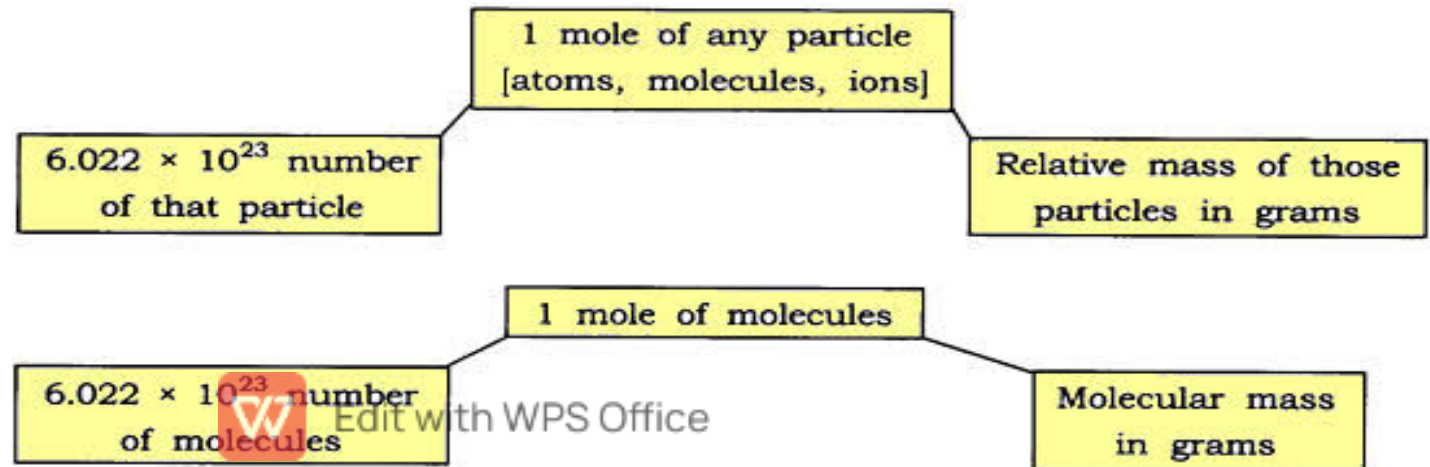 1 mole of any particle
[atoms, molecules, ions]
6.022 × 10²³ number
of that particle
Relative mass of those
particles in grams
1 mole of molecules
6.022 × 10²³ number
of molecules
Edit with WPS Office
Molecular mass
in grams